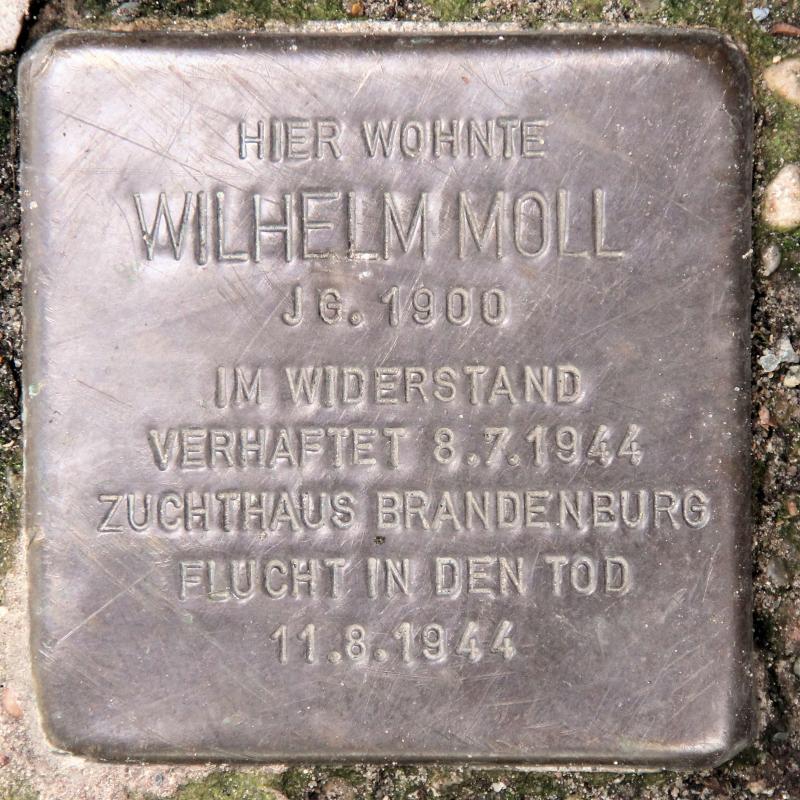 HIER WOHNTE
WILHELM MOLL
JG. 1900
IM WIDERSTAND
VERHAFTET 8.7.1944
ZUCHTHAUS BRANDENBURG
FLUCHT IN DEN TOD
11.8.1944